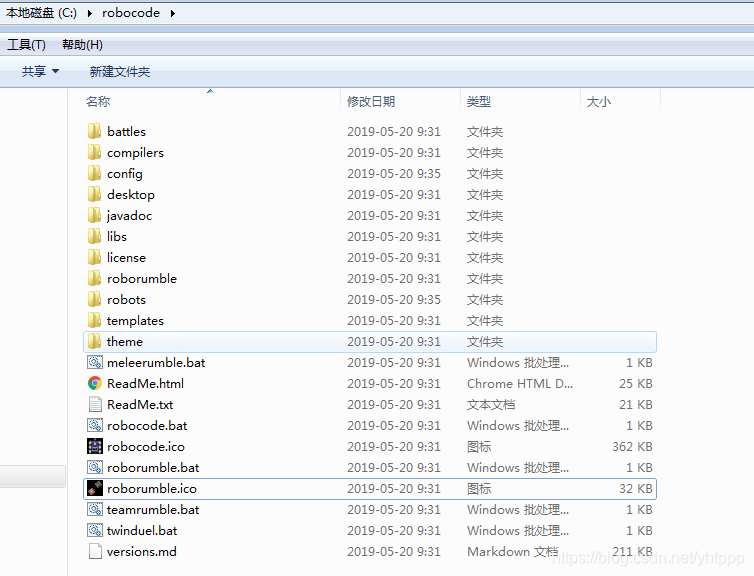 本地磁盘 (C:) ▸ robocode ▸
工具(T) 帮助(H)
共享 ▼ 新建文件夹
名称 修改日期 类型 大小
battles 2019-05-20 9:31 文件夹
compilers 2019-05-20 9:31 文件夹
config 2019-05-20 9:35 文件夹
desktop 2019-05-20 9:31 文件夹
javadoc 2019-05-20 9:31 文件夹
libs 2019-05-20 9:31 文件夹
license 2019-05-20 9:31 文件夹
roborumble 2019-05-20 9:31 文件夹
robots 2019-05-20 9:35 文件夹
templates 2019-05-20 9:31 文件夹
theme 2019-05-20 9:31 文件夹
meleerumble.bat 2019-05-20 9:31 Windows 批处理... 1 KB
ReadMe.html 2019-05-20 9:31 Chrome HTML D... 25 KB
ReadMe.txt 2019-05-20 9:31 文本文档 21 KB
robocode.bat 2019-05-20 9:31 Windows 批处理... 1 KB
robocode.ico 2019-05-20 9:31 图标 362 KB
roborumble.bat 2019-05-20 9:31 Windows 批处理... 1 KB
roborumble.ico 2019-05-20 9:31 图标 32 KB
teamrumble.bat 2019-05-20 9:31 Windows 批处理... 1 KB
twinduel.bat 2019-05-20 9:31 Windows 批处理... 1 KB
versions.md 2019-05-20 9:31 Markdown 文档 211 KB
https://blog.csdn.net/yhtppp